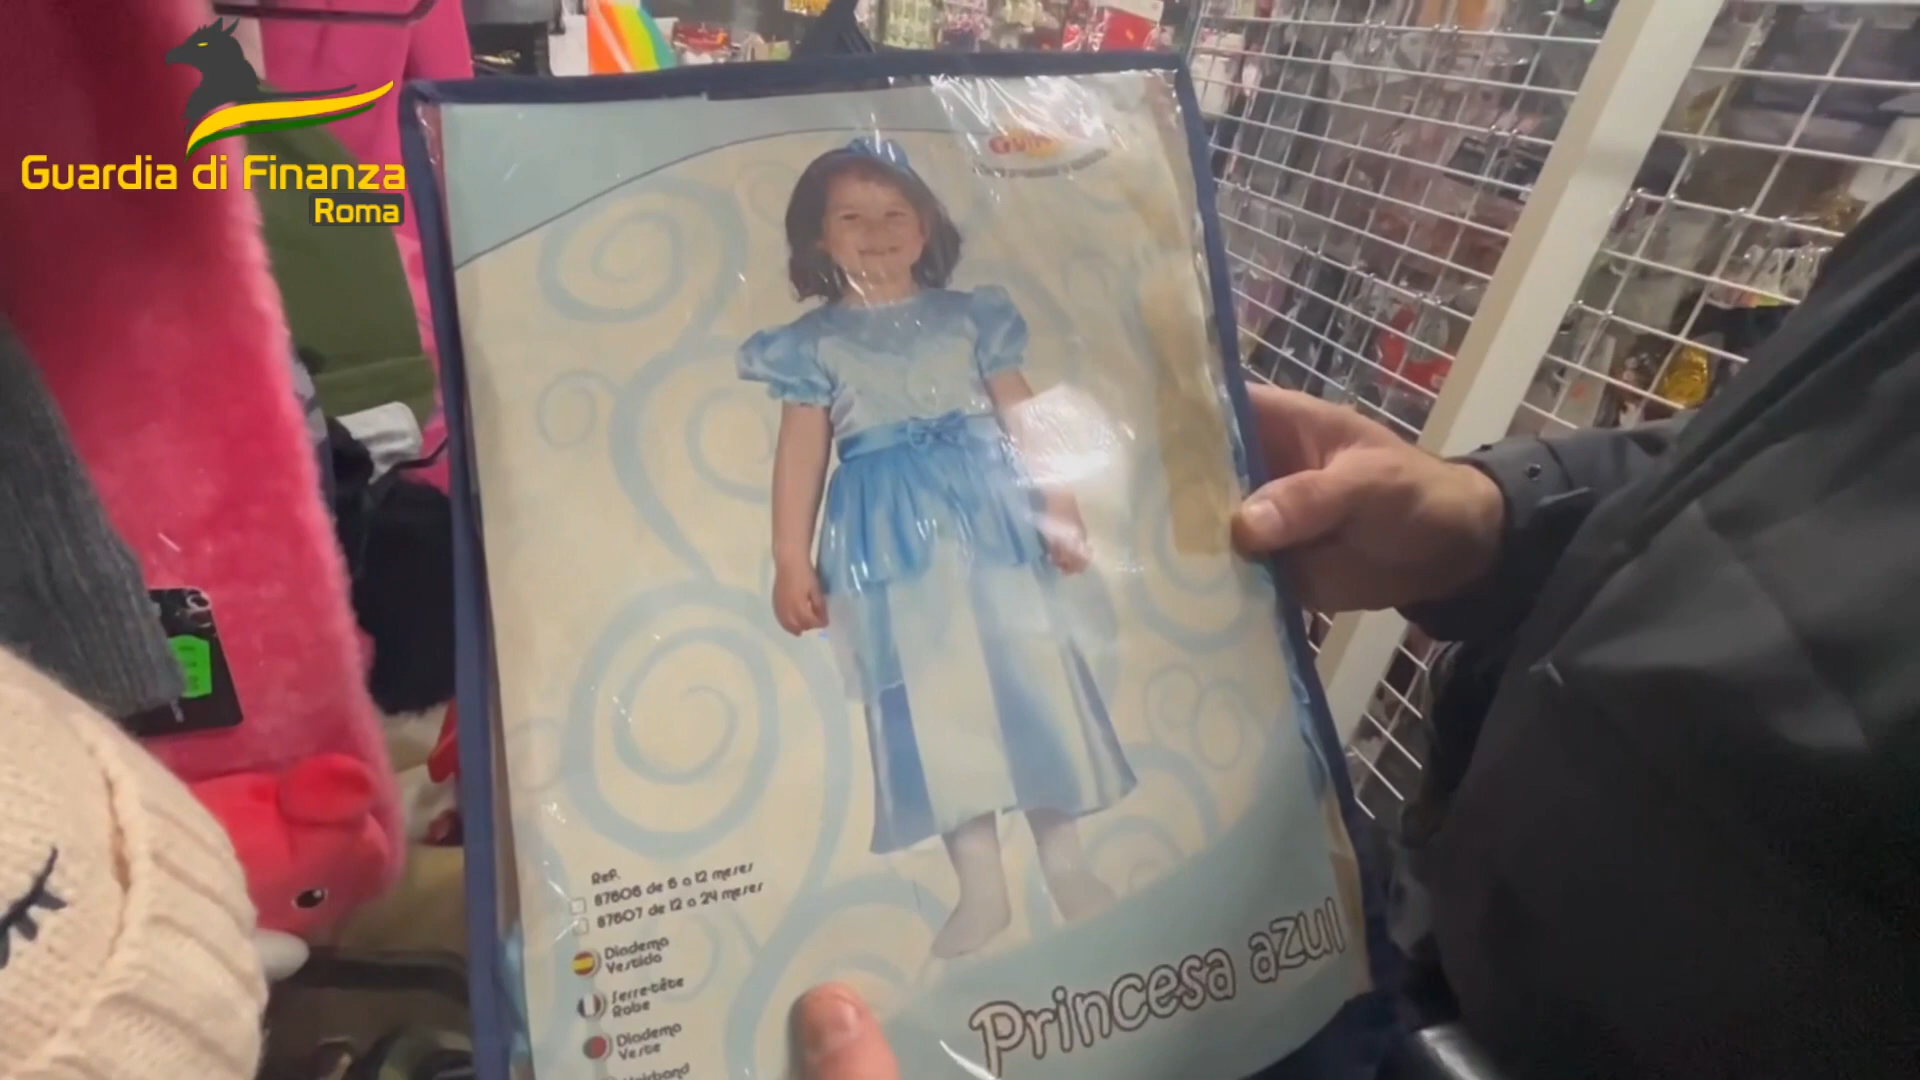 Guardia di Finanza
Roma
Ref.
87606 de 6 a 12 meses
87607 de 12 a 24 meses
Diadema
Vestido
Serre-tête
Robe
Diadema
Veste
Princesa azul